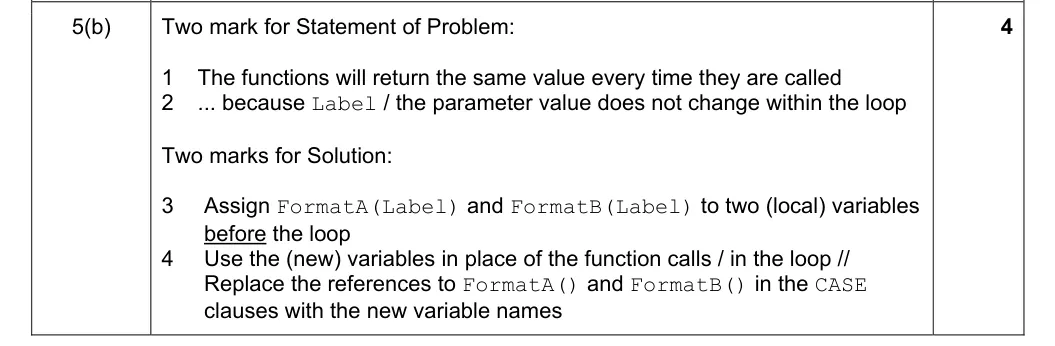 5(b) Two mark for Statement of Problem: 4
1 The functions will return the same value every time they are called
2 ... because Label / the parameter value does not change within the loop
Two marks for Solution:
3 Assign FormatA(Label) and FormatB(Label) to two (local) variables
before the loop
4 Use the (new) variables in place of the function calls / in the loop //
Replace the references to FormatA() and FormatB() in the CASE
clauses with the new variable names